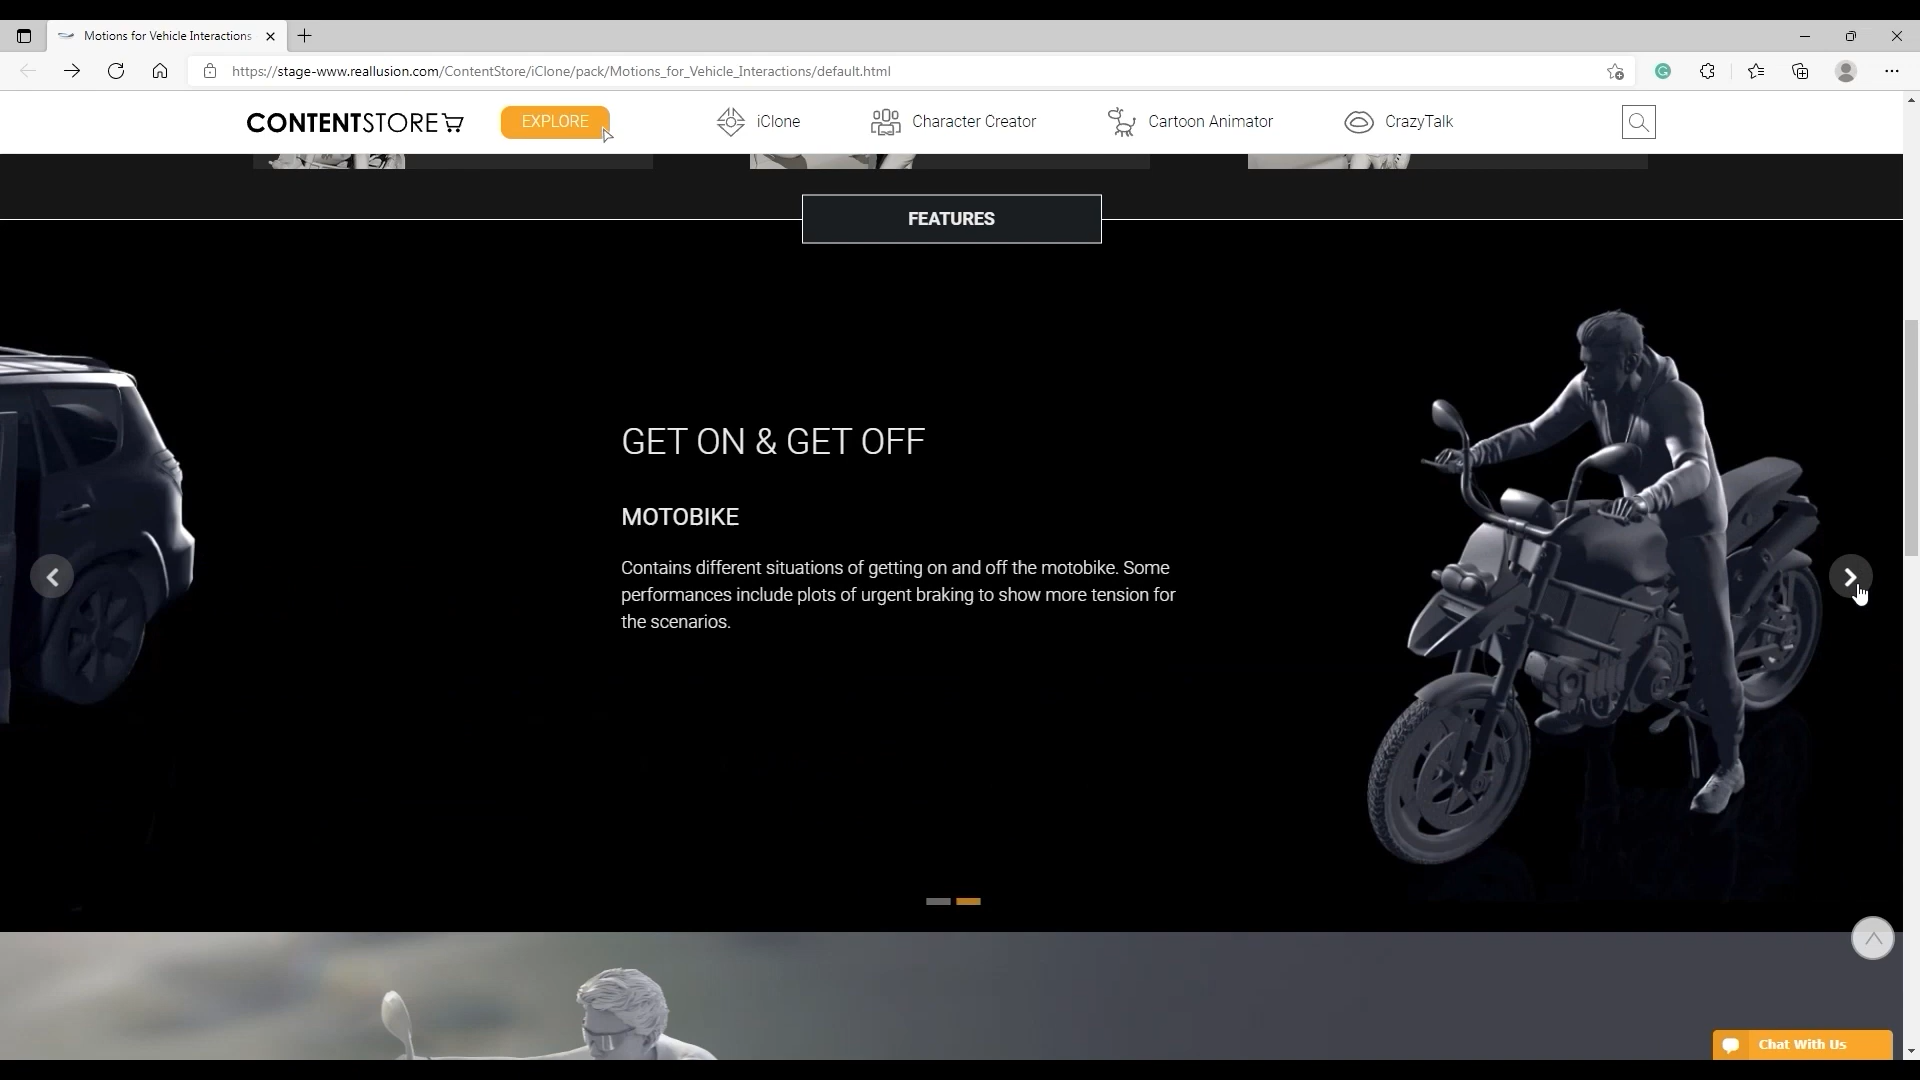 Motions for Vehicle Interactions
https://stage-www.reallusion.com/ContentStore/iClone/pack/Motions_for_Vehicle_Interactions/default.html
CONTENTSTORE
EXPLORE
iClone
Character Creator
Cartoon Animator
CrazyTalk
FEATURES
GET ON & GET OFF
MOTOBIKE
Contains different situations of getting on and off the motobike. Some
performances include plots of urgent braking to show more tension for
the scenarios.
Chat With Us